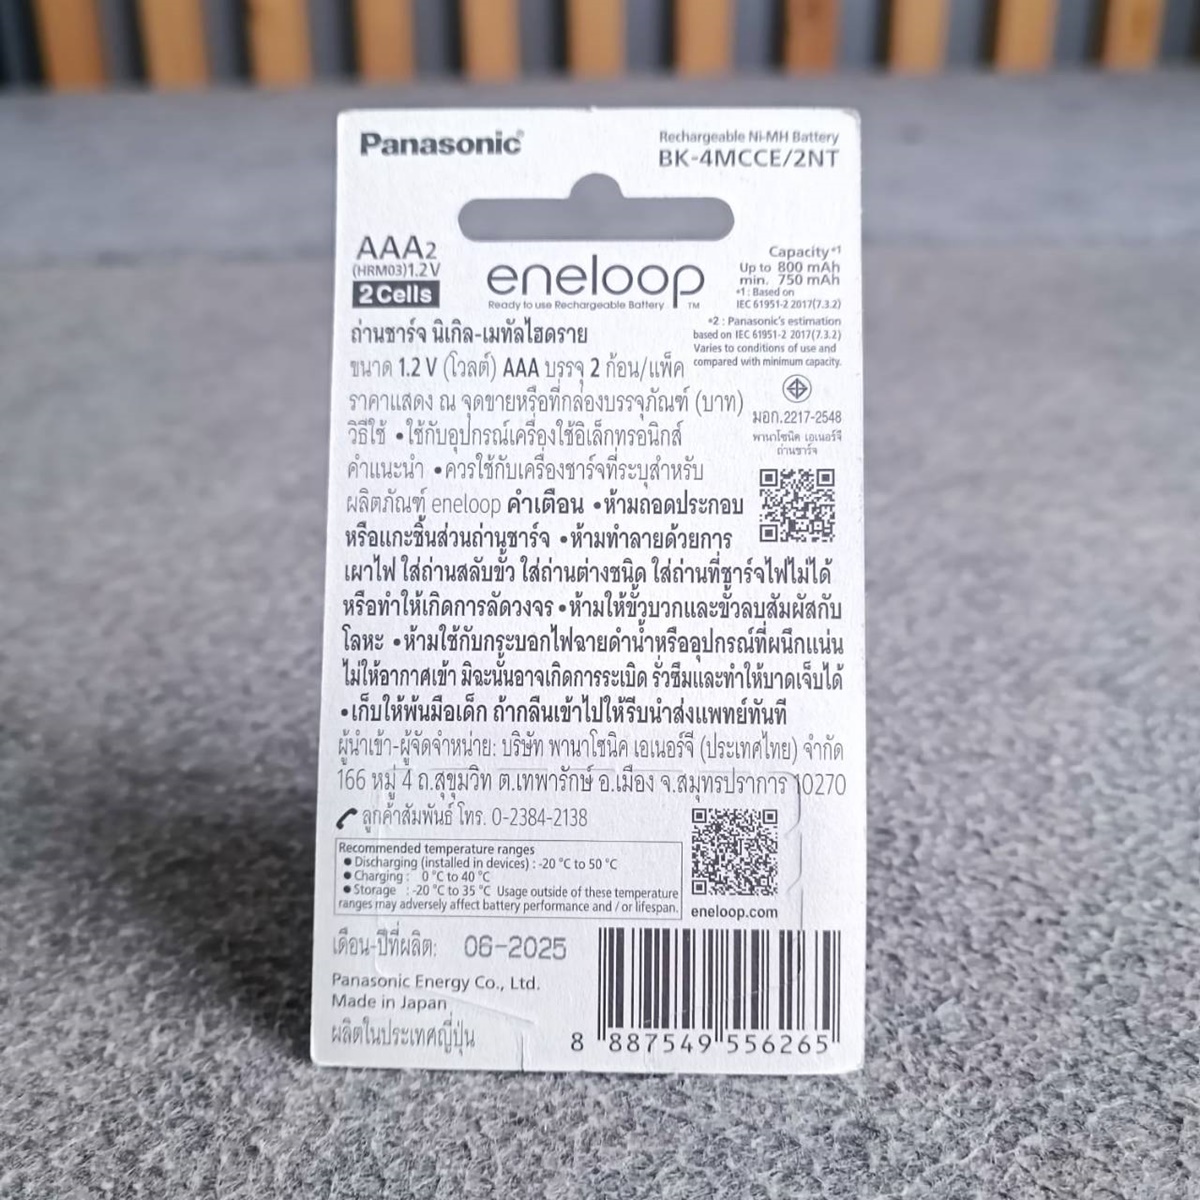 Panasonic
Rechargeable Ni-MH Battery
BK-4MCCE/2NT
AAA2
(HRM03)1.2V
2 Cells
eneloop
Ready to use Rechargeable Battery ™
Capacity*1
Up to 800 mAh
min. 750 mAh
*1 : Based on
IEC 61951-2 2017(7.3.2)
*2 : Panasonic's estimation
based on IEC 61951-2 2017(7.3.2)
Varies to conditions of use and
compared with minimum capacity.
ถ่านชาร์จ นิเกิล-เมทัลไฮดราย
ขนาด 1.2 V (โวลต์) AAA บรรจุ 2 ก้อน/แพ็ค
ราคาแสดง ณ จุดขายหรือที่กล่องบรรจุภัณฑ์ (บาท)
มอก.2217-2548
พานาโซนิค เอเนอร์จี
ถ่านชาร์จ
วิธีใช้ •ใช้กับอุปกรณ์เครื่องใช้อิเล็กทรอนิกส์
คำแนะนำ •ควรใช้กับเครื่องชาร์จที่ระบุสำหรับ
ผลิตภัณฑ์ eneloop คำเตือน •ห้ามถอดประกอบ
หรือแกะชิ้นส่วนถ่านชาร์จ •ห้ามทำลายด้วยการ
เผาไฟ ใส่ถ่านสลับขั้ว ใส่ถ่านต่างชนิด ใส่ถ่านที่ชาร์จไฟไม่ได้
หรือทำให้เกิดการลัดวงจร •ห้ามให้ขั้วบวกและขั้วลบสัมผัสกับ
โลหะ •ห้ามใช้กับกระบอกไฟฉายดำน้ำหรืออุปกรณ์ที่ผนึกแน่น
ไม่ให้อากาศเข้า มิฉะนั้นอาจเกิดการระเบิด รั่วซึมและทำให้บาดเจ็บได้
•เก็บให้พ้นมือเด็ก ถ้ากลืนเข้าไปให้รีบนำส่งแพทย์ทันที
ผู้นำเข้า-ผู้จัดจำหน่าย: บริษัท พานาโซนิค เอเนอร์จี (ประเทศไทย) จำกัด
166 หมู่ 4 ถ.สุขุมวิท ต.เทพารักษ์ อ.เมือง จ.สมุทรปราการ 10270
ลูกค้าสัมพันธ์ โทร. 0-2384-2138
Recommended temperature ranges
● Discharging (installed in devices) : -20 °C to 50 °C
● Charging : 0 °C to 40 °C
● Storage : -20 °C to 35 °C Usage outside of these temperature
ranges may adversely affect battery performance and / or lifespan.
eneloop.com
เดือน-ปีที่ผลิต: 06-2025
Panasonic Energy Co., Ltd.
Made in Japan
ผลิตในประเทศญี่ปุ่น
8 887549 556265